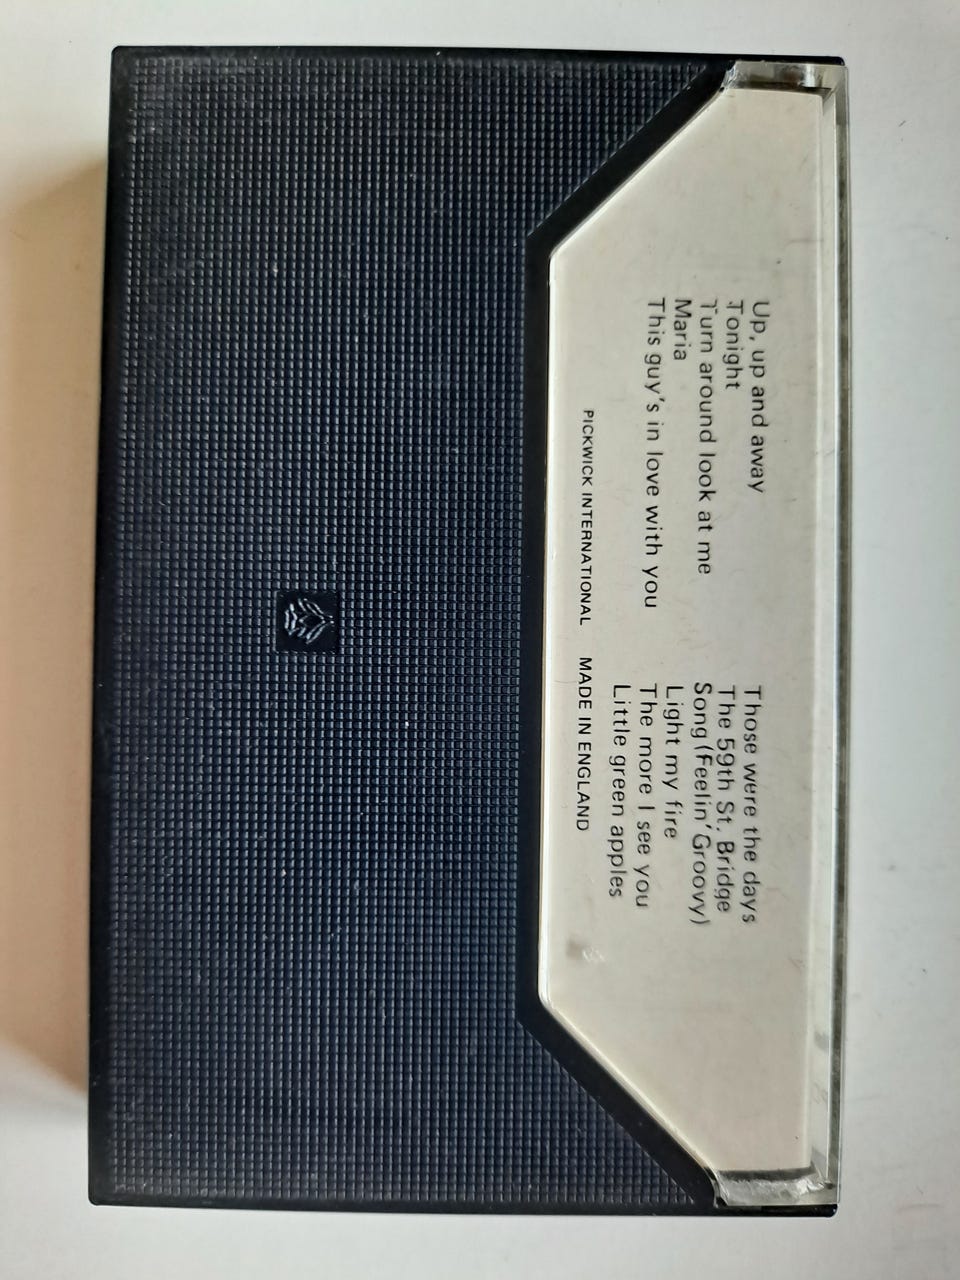 Up, up and away
Tonight
Turn around look at me
Maria
This guy's in love with you
Those were the days
The 59th St. Bridge
Song (Feelin' Groovy)
Light my fire
The more I see you
Little green apples
PICKWICK INTERNATIONAL MADE IN ENGLAND